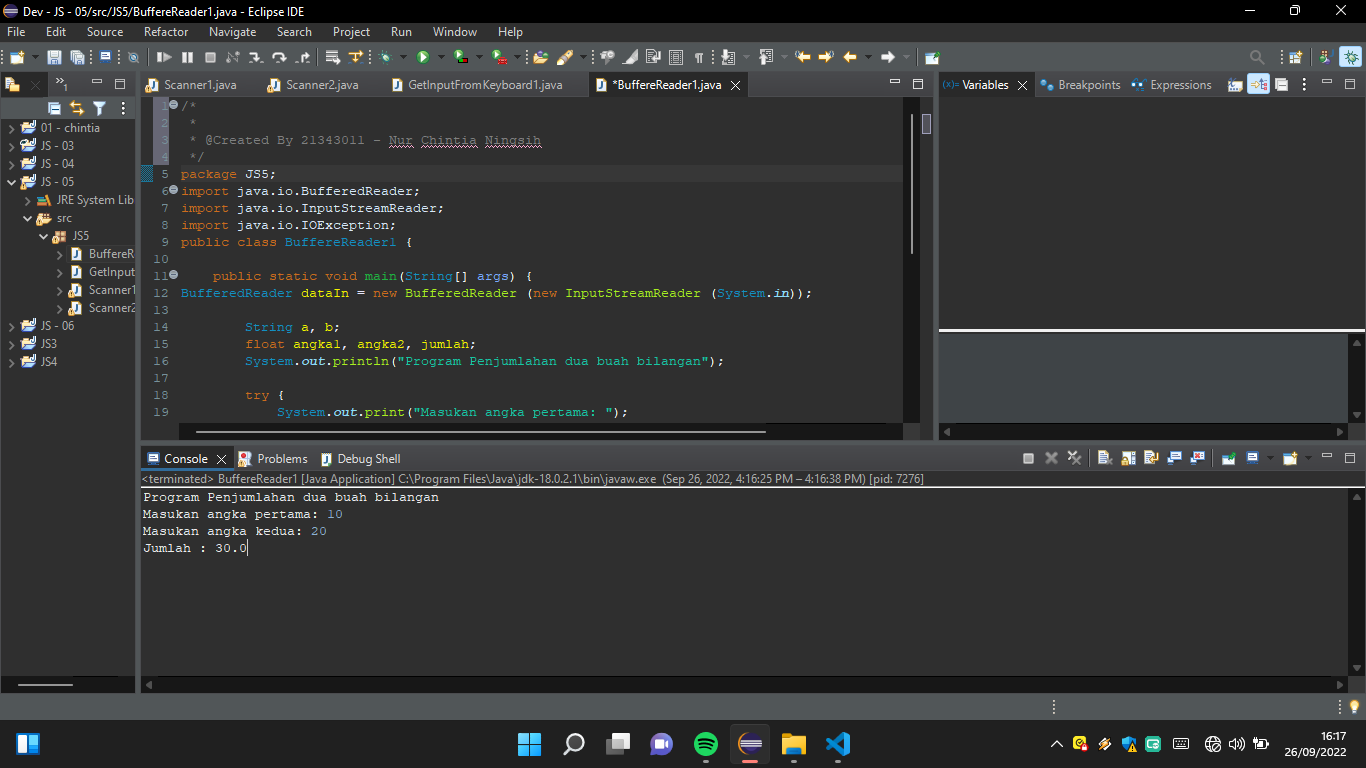 Dev - JS - 05/src/JS5/BuffereReader1.java - Eclipse IDE
File Edit Source Refactor Navigate Search Project Run Window Help
Scanner1.java Scanner2.java GetInputFromKeyboard1.java *BuffereReader1.java
(x)= Variables Breakpoints Expressions
01 - chintia
JS - 03
JS - 04
JS - 05
JRE System Lib
src
JS5
BuffereR
GetInput
Scanner1
Scanner2
JS - 06
JS3
JS4
1 /*
2 *
3 * @Created By 21343011 - Nur Chintia Ningsih
4 */
5 package JS5;
6 import java.io.BufferedReader;
7 import java.io.InputStreamReader;
8 import java.io.IOException;
9 public class BuffereReader1 {
10
11 public static void main(String[] args) {
12 BufferedReader dataIn = new BufferedReader (new InputStreamReader (System.in));
13
14 String a, b;
15 float angka1, angka2, jumlah;
16 System.out.println("Program Penjumlahan dua buah bilangan");
17
18 try {
19 System.out.print("Masukan angka pertama: ");
Console Problems Debug Shell
<terminated> BuffereReader1 [Java Application] C:\Program Files\Java\jdk-18.0.2.1\bin\javaw.exe (Sep 26, 2022, 4:16:25 PM – 4:16:38 PM) [pid: 7276]
Program Penjumlahan dua buah bilangan
Masukan angka pertama: 10
Masukan angka kedua: 20
Jumlah : 30.0
16:17
26/09/2022